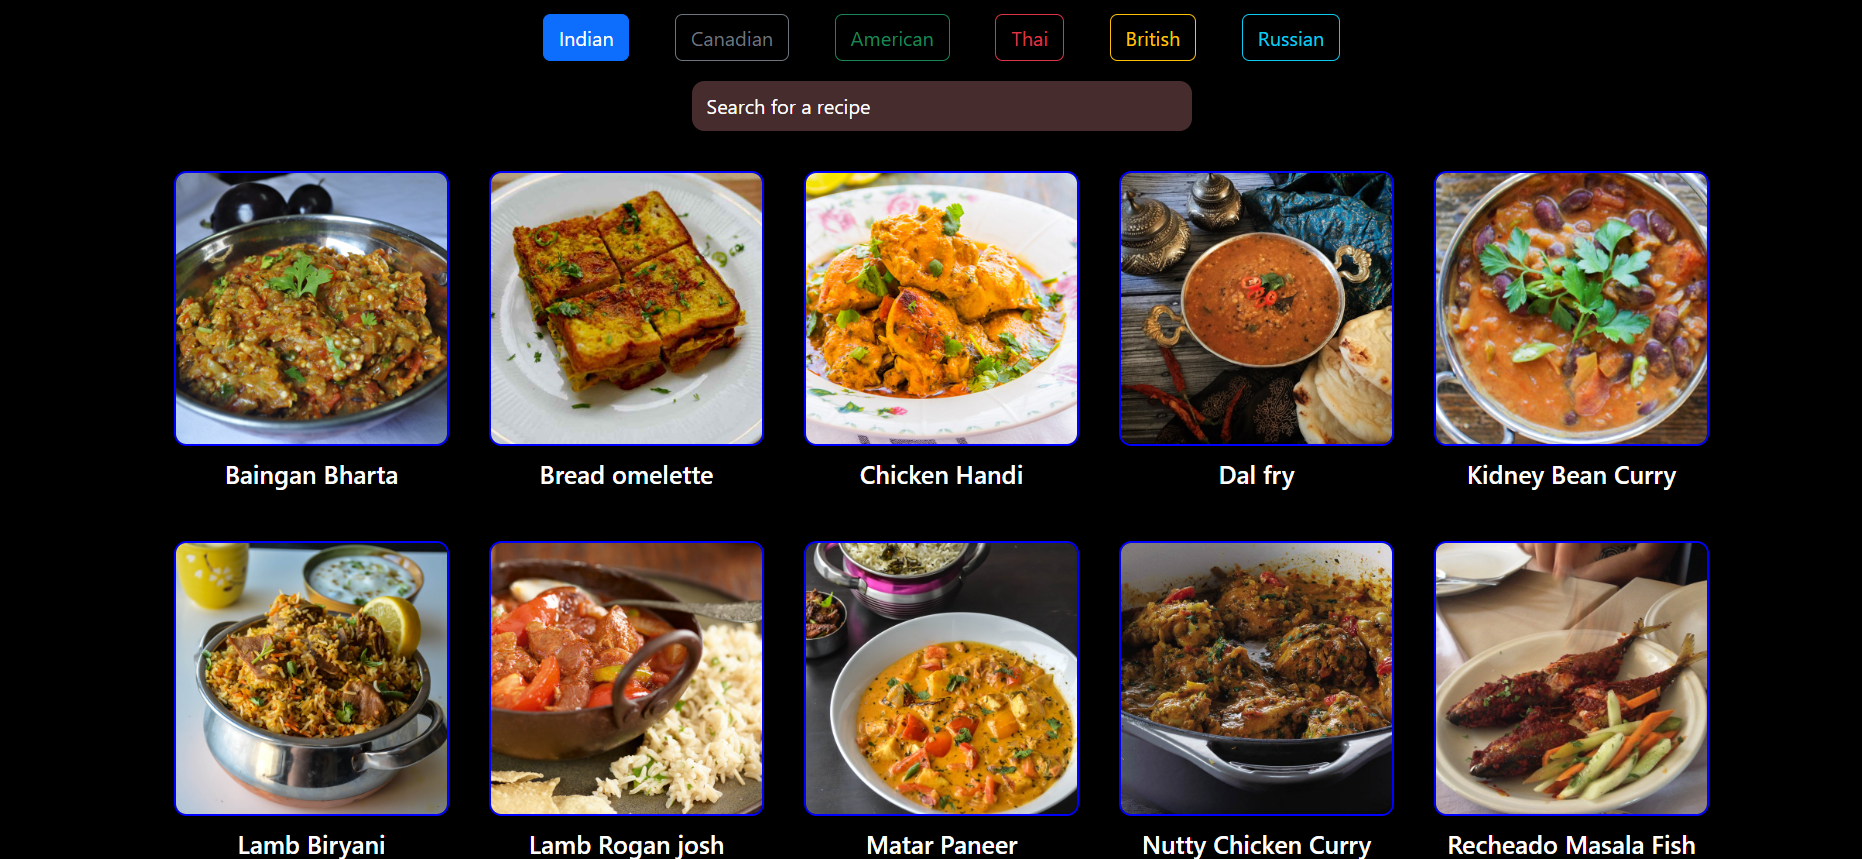 Indian Canadian American Thai British Russian
Search for a recipe
Baingan Bharta Bread omelette Chicken Handi Dal fry Kidney Bean Curry
Lamb Biryani Lamb Rogan josh Matar Paneer Nutty Chicken Curry Recheado Masala Fish